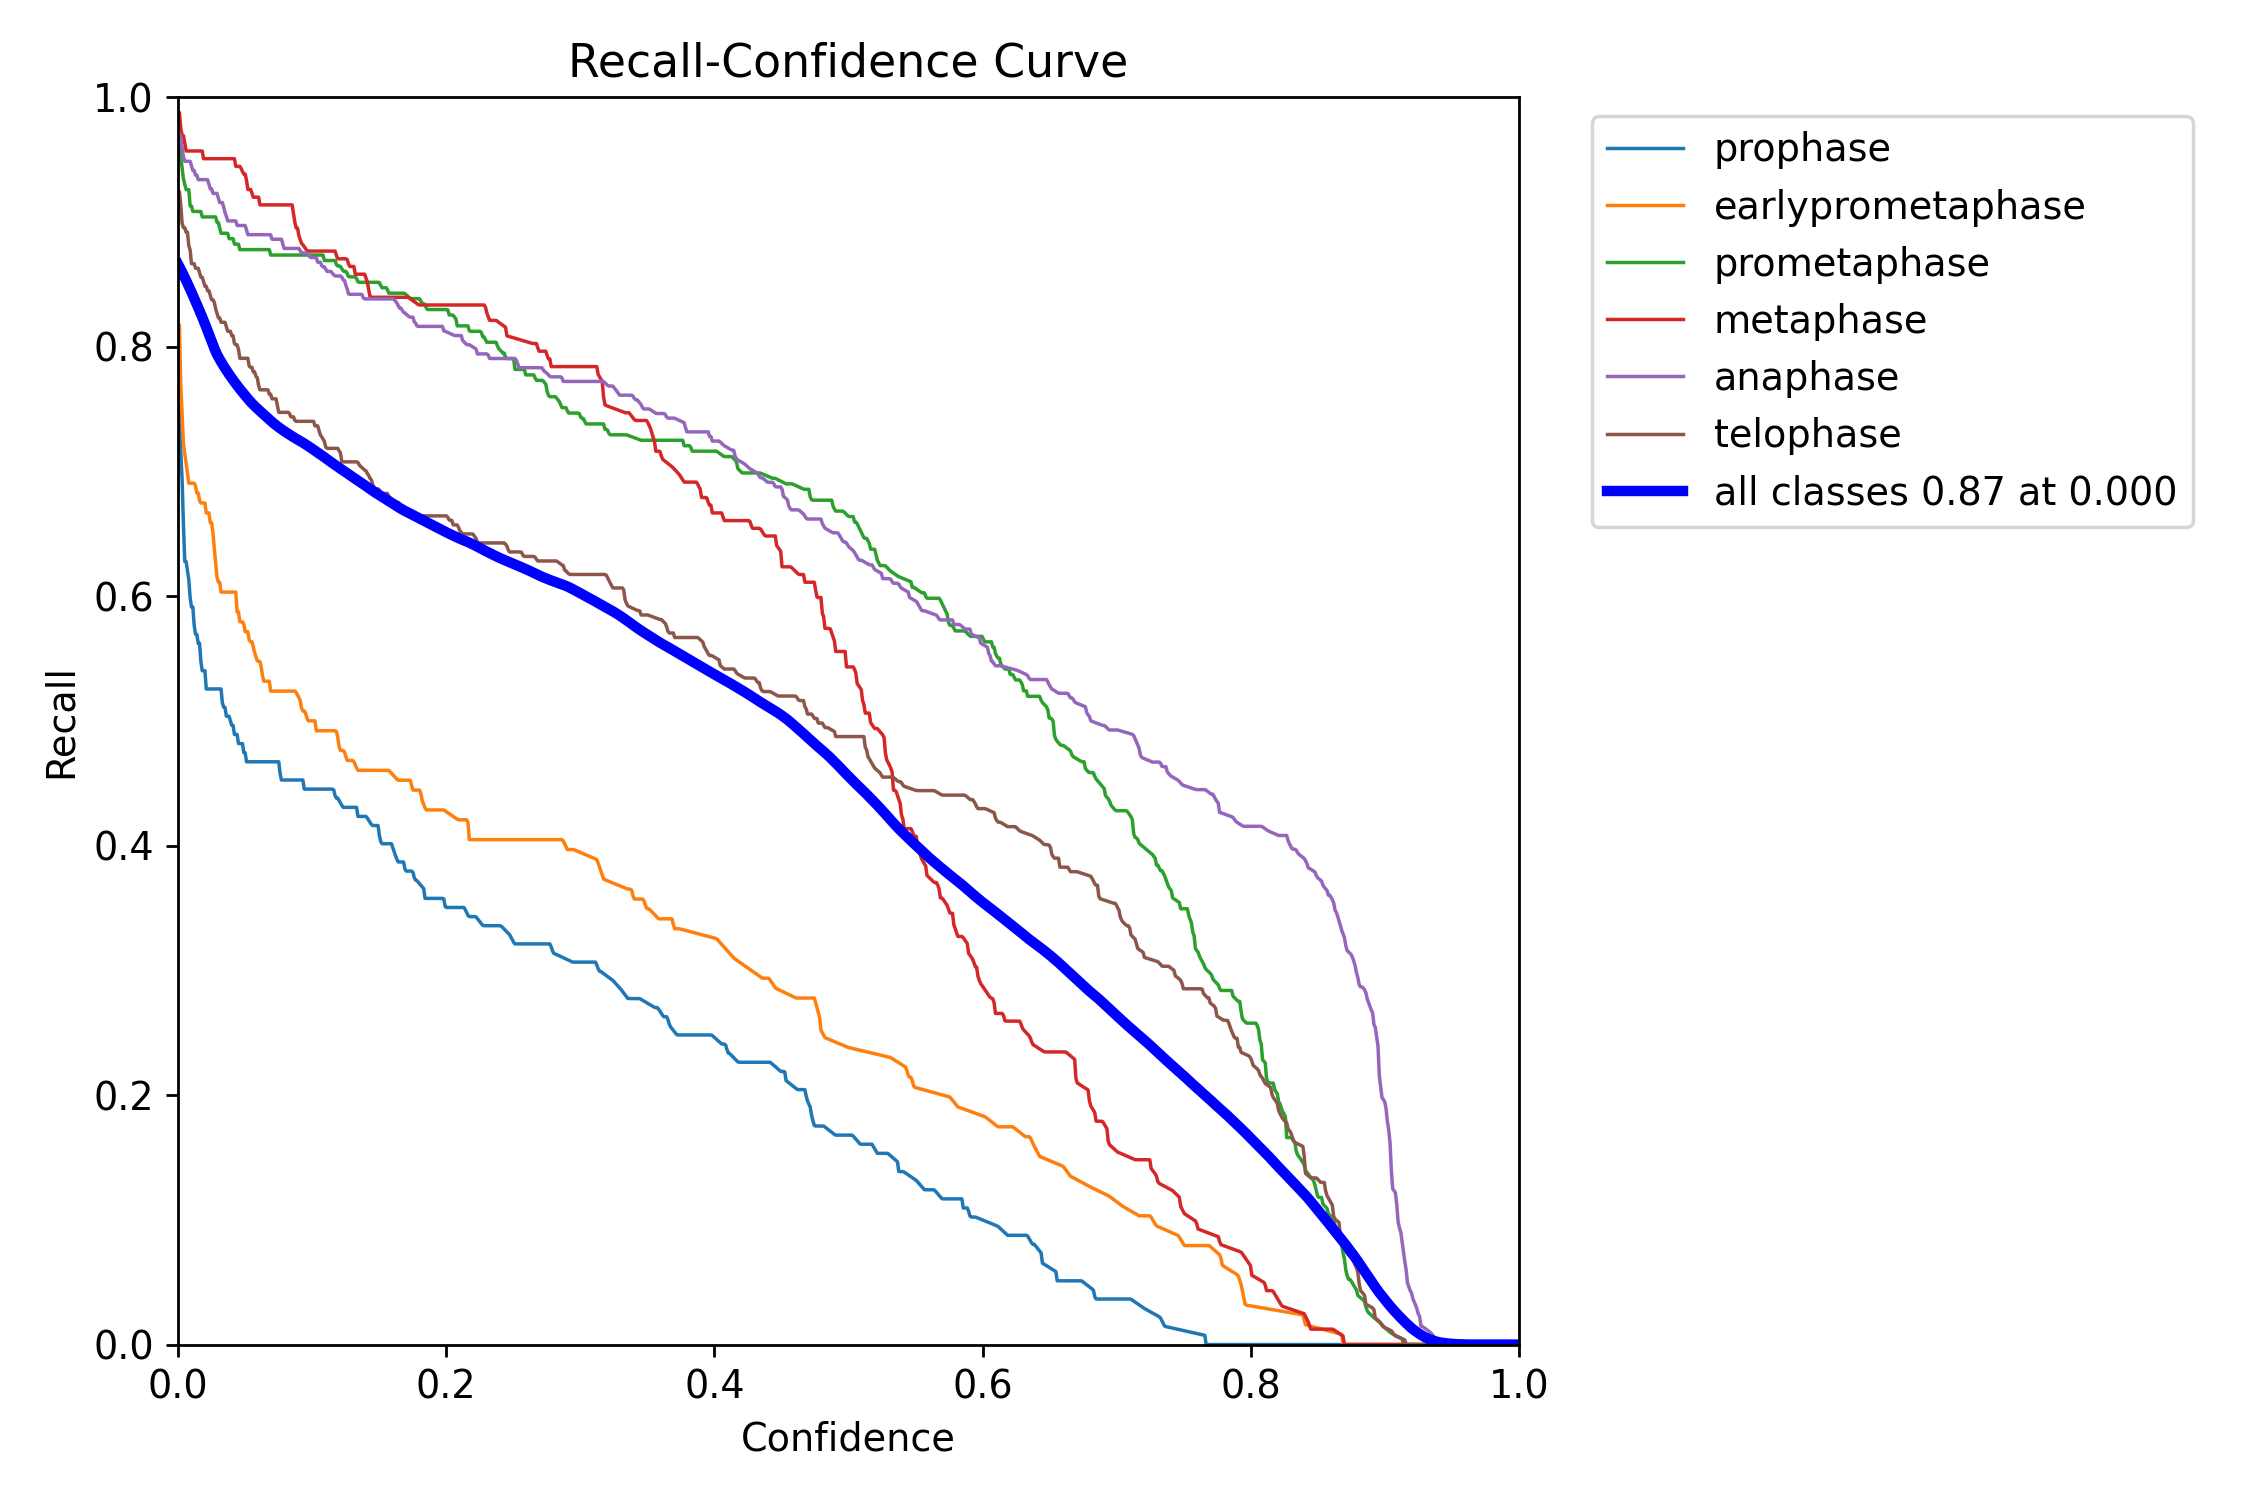 Recall-Confidence Curve
1.0
0.8
0.6
0.4
0.2
0.0
Recall
0.0 0.2 0.4 0.6 0.8 1.0
Confidence
prophase
earlyprometaphase
prometaphase
metaphase
anaphase
telophase
all classes 0.87 at 0.000